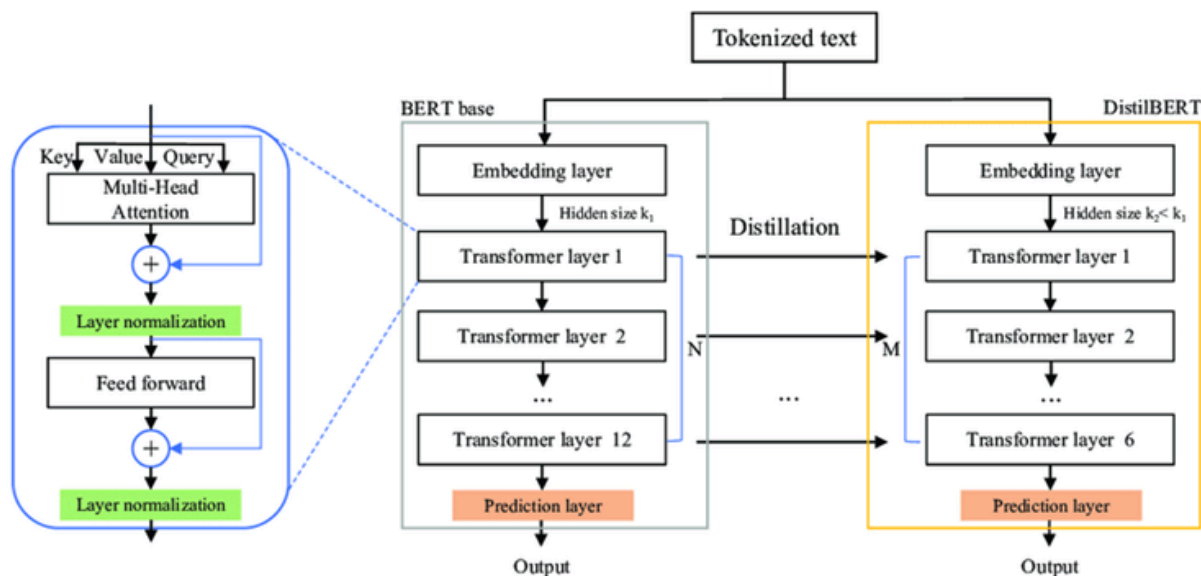 Tokenized text
BERT base
DistilBERT
Key Value Query
Multi-Head
Attention
+
Layer normalization
Feed forward
+
Layer normalization
Embedding layer
Hidden size k₁
Transformer layer 1
Transformer layer 2
...
Transformer layer 12
N
Prediction layer
Output
Distillation
...
Embedding layer
Hidden size k₂< k₁
Transformer layer 1
M
Transformer layer 2
...
Transformer layer 6
Prediction layer
Output